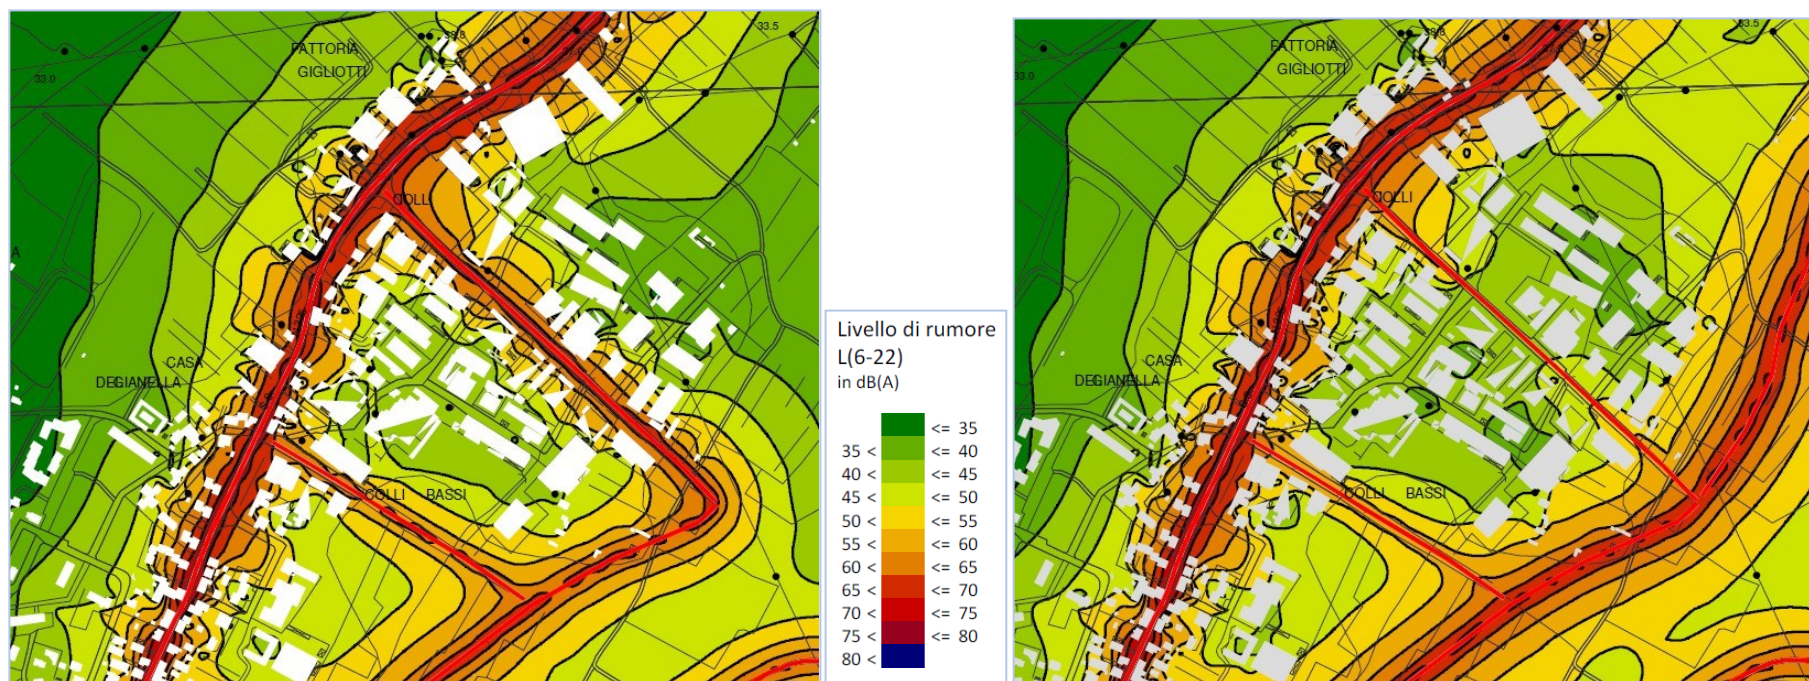 FATTORIA
GIGLIOTTI
33.0
COLLI
CASA
COLLI BASSI
Livello di rumore
L(6-22)
in dB(A)
<= 35
35 < <= 40
40 < <= 45
45 < <= 50
50 < <= 55
55 < <= 60
60 < <= 65
65 < <= 70
70 < <= 75
75 < <= 80
80 <
33.5
FATTORIA
GIGLIOTTI
33.0
33.5
COLLI
CASA
COLLI BASSI